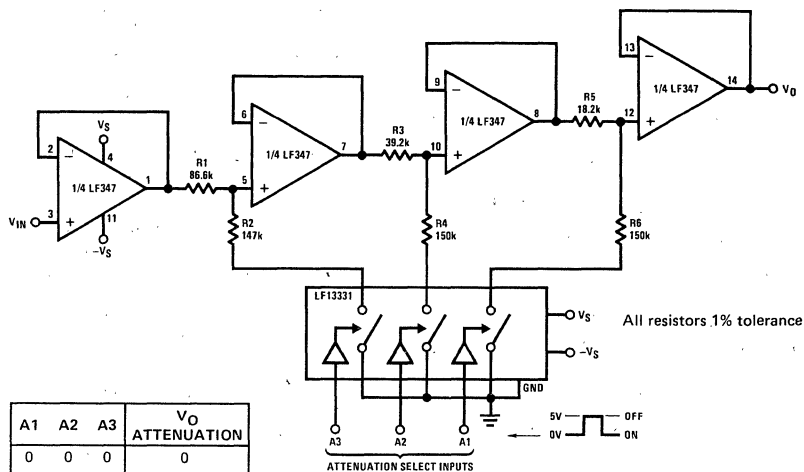 13
14
VO
1/4 LF347
12
9
8
R5
18.2k
1/4 LF347
10
6
7
R3
39.2k
1/4 LF347
5
VS
2
4
1
R1
86.6k
1/4 LF347
VIN
3
11
-VS
R2
147k
R4
150k
R6
150k
LF13331
VS
-VS
GND
All resistors 1% tolerance
A3
A2
A1
ATTENUATION SELECT INPUTS
5V OFF
0V ON
A1 A2 A3 VO ATTENUATION
0 0 0 0